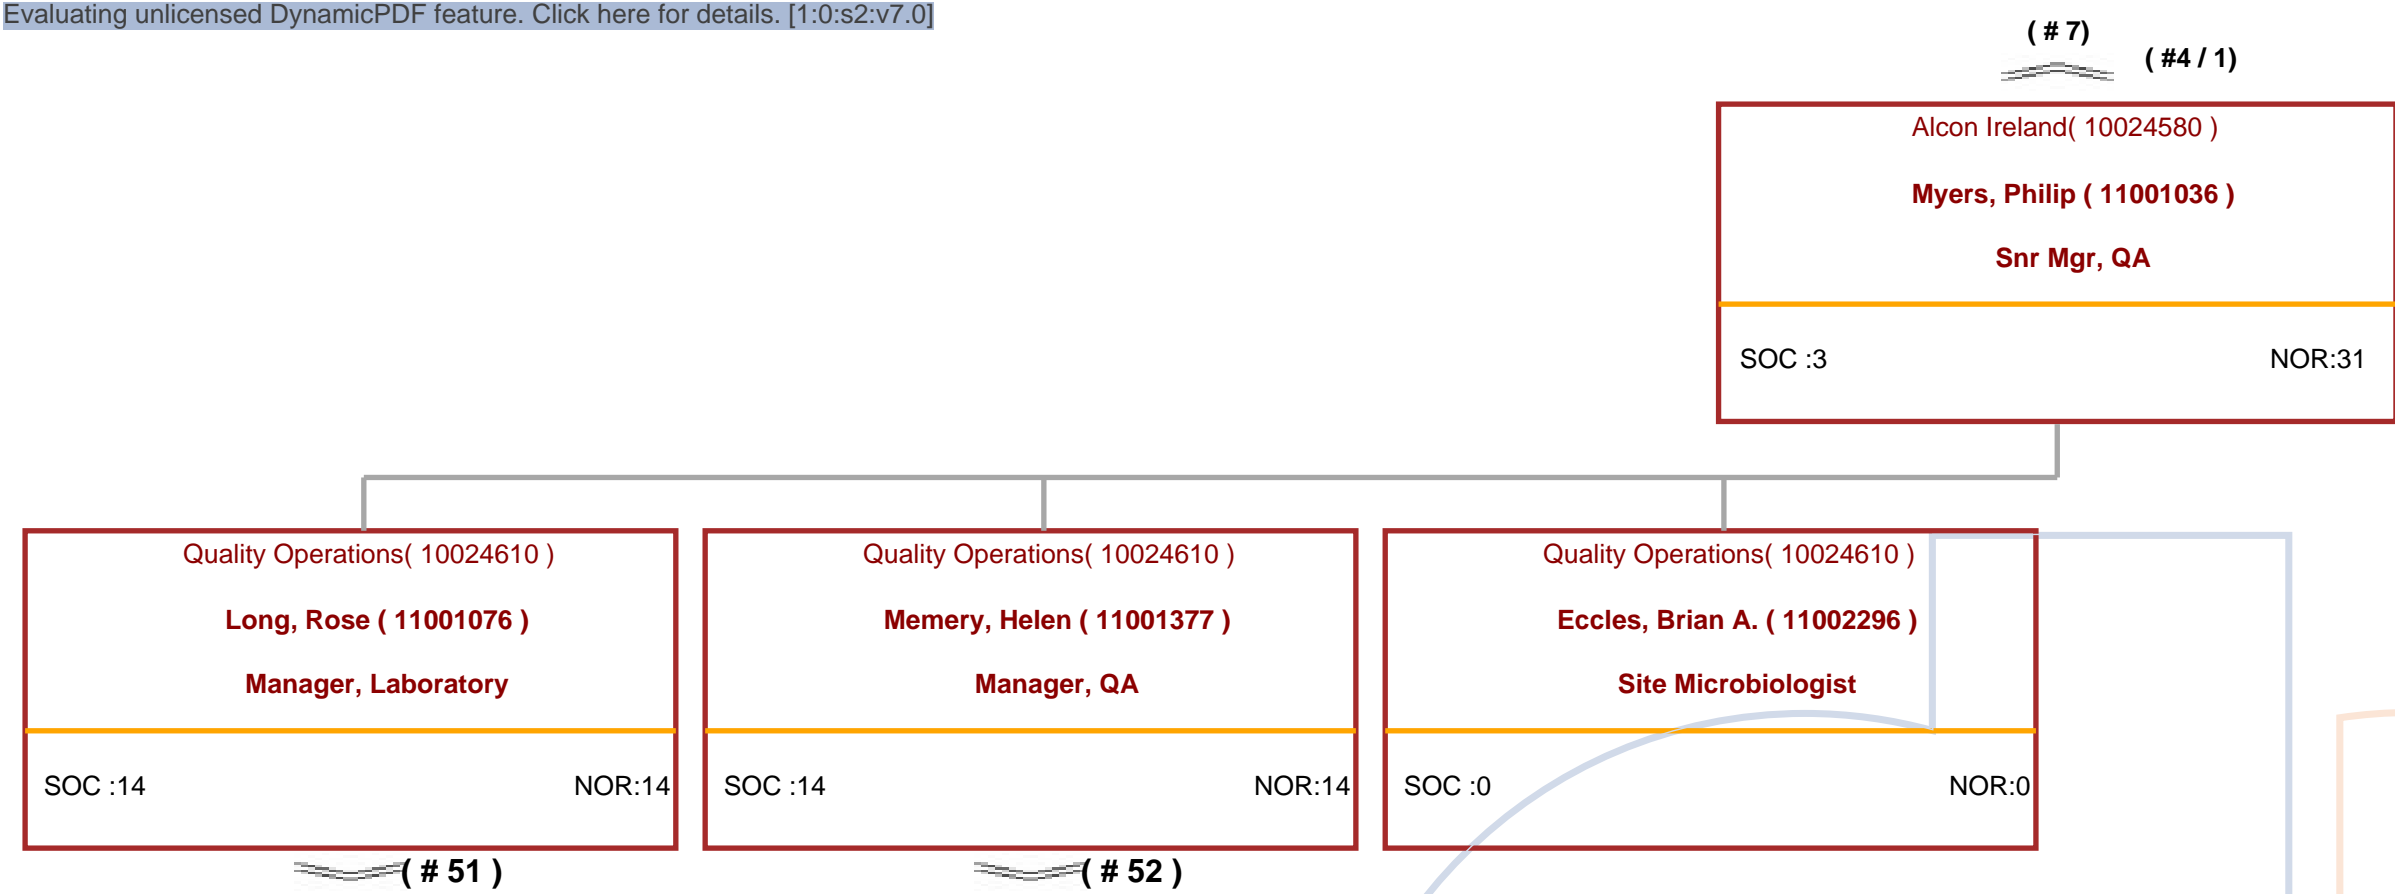 Evaluating unlicensed DynamicPDF feature. Click here for details. [1:0:s2:v7.0]
( # 7)
( #4 / 1)
Alcon Ireland( 10024580 )
Myers, Philip ( 11001036 )
Snr Mgr, QA
SOC :3 NOR:31
Quality Operations( 10024610 )
Long, Rose ( 11001076 )
Manager, Laboratory
SOC :14 NOR:14
( # 51 )
Quality Operations( 10024610 )
Memery, Helen ( 11001377 )
Manager, QA
SOC :14 NOR:14
( # 52 )
Quality Operations( 10024610 )
Eccles, Brian A. ( 11002296 )
Site Microbiologist
SOC :0 NOR:0